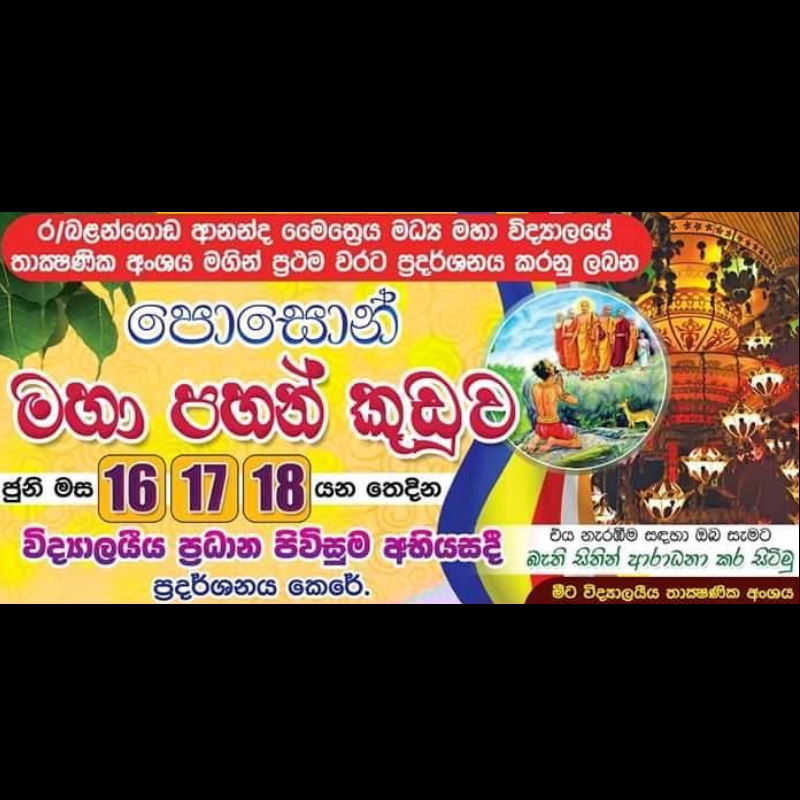 ර/බළන්ගොඩ ආනන්ද මෛත්‍රෙය මධ්‍ය මහා විද්‍යාලයේ
තාක්‍ෂණික අංශය මගින් ප්‍රථම වරට ප්‍රදර්ශනය කරනු ලබන
පොසොන්
මහා පහන් කූඩුව
ජුනි මස 16 17 18 යන තෙදින
විද්‍යාලයීය ප්‍රධාන පිවිසුම අභියසදී
ප්‍රදර්ශනය කෙරේ.
එය නැරඹීම සඳහා ඔබ සැමට
බැති සිතින් ආරාධනා කර සිටිමු
මීට විද්‍යාලයීය තාක්‍ෂණික අංශය